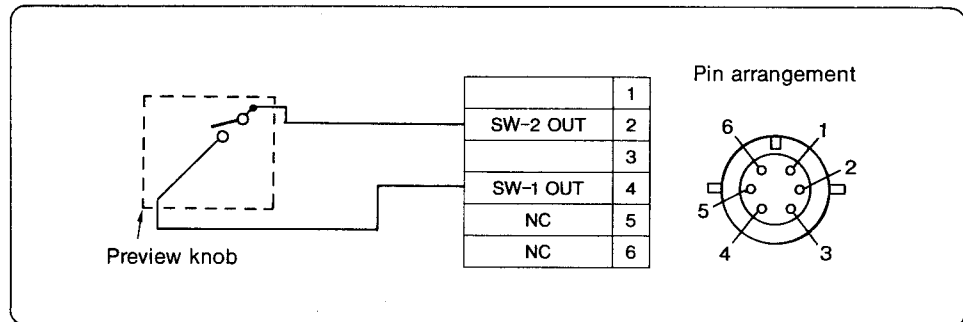 Pin arrangement
1
SW-2 OUT 2
3
SW-1 OUT 4
NC 5
NC 6
Preview knob
6 1
5 2
4 3